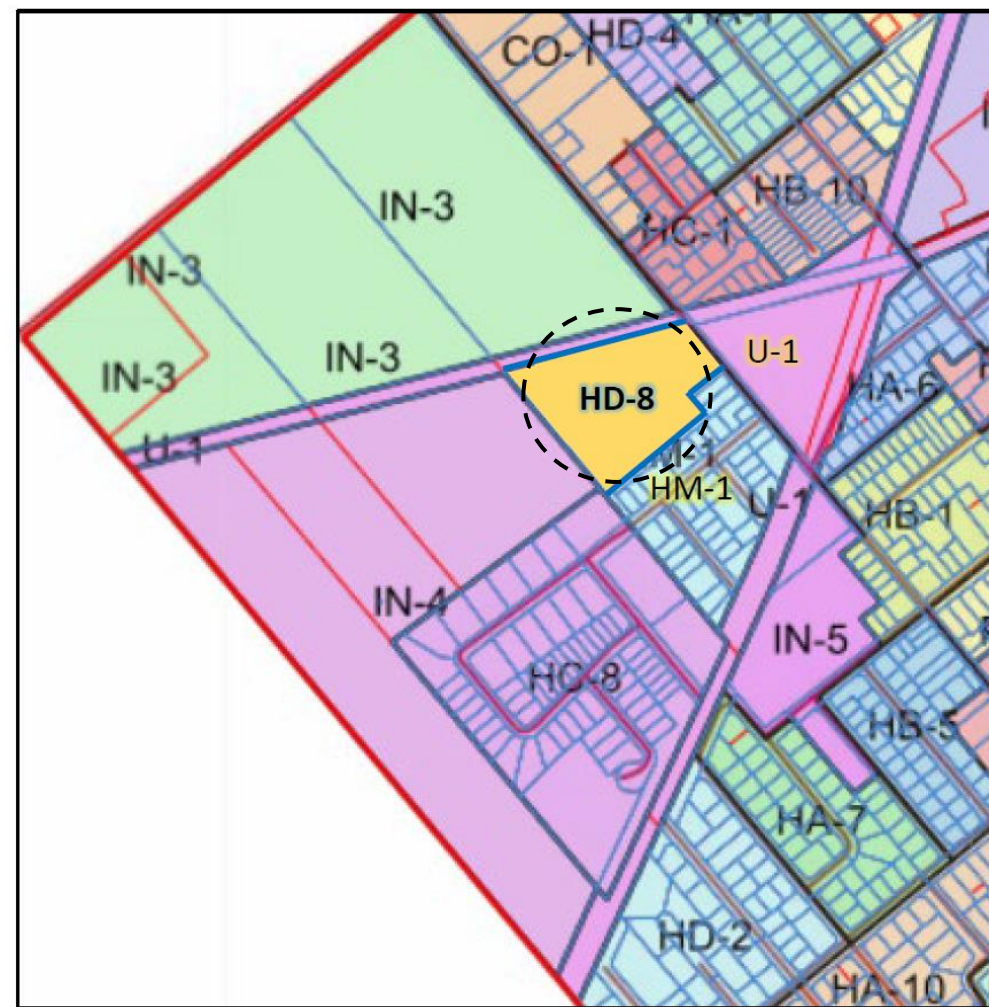 HD-4
CO-1
IN-3
HB-10
HC-1
IN-3
IN-3
IN-3
U-1
HA-6
HD-8
U-1
HM-1
U-1
HB-1
IN-4
IN-5
HC-8
HB-5
HA-7
HD-2
HA-10